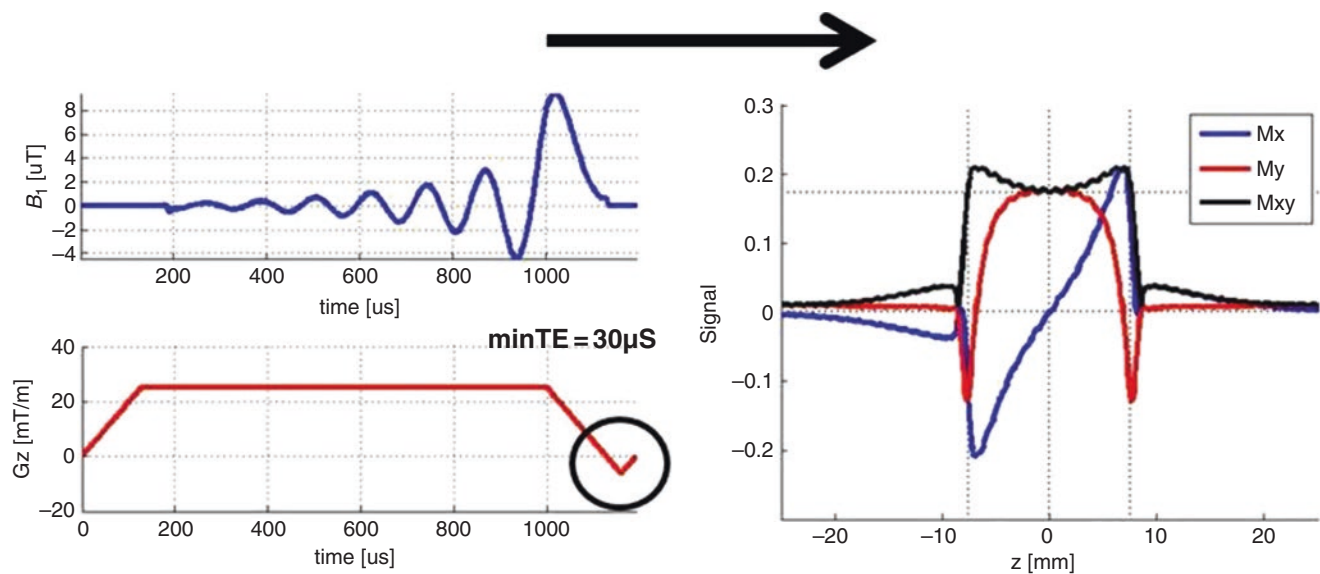 B1 [uT]
8
6
4
2
0
−2
−4
200 400 600 800 1000
time [us]
minTE = 30µS
Gz [mT/m]
40
20
0
−20
0 200 400 600 800 1000
time [us]
Signal
0.3
0.2
0.1
0
−0.1
−0.2
−20 −10 0 10 20
z [mm]
Mx
My
Mxy